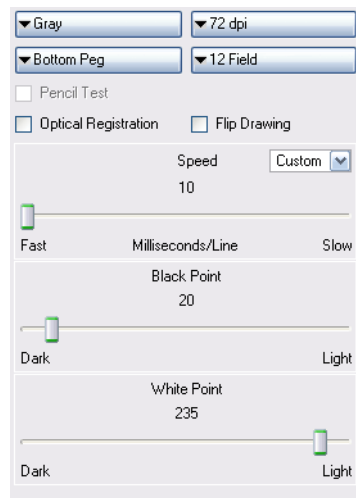 Gray 72 dpi
Bottom Peg 12 Field
Pencil Test
Optical Registration Flip Drawing
Speed Custom
10
Fast Milliseconds/Line Slow
Black Point
20
Dark Light
White Point
235
Dark Light